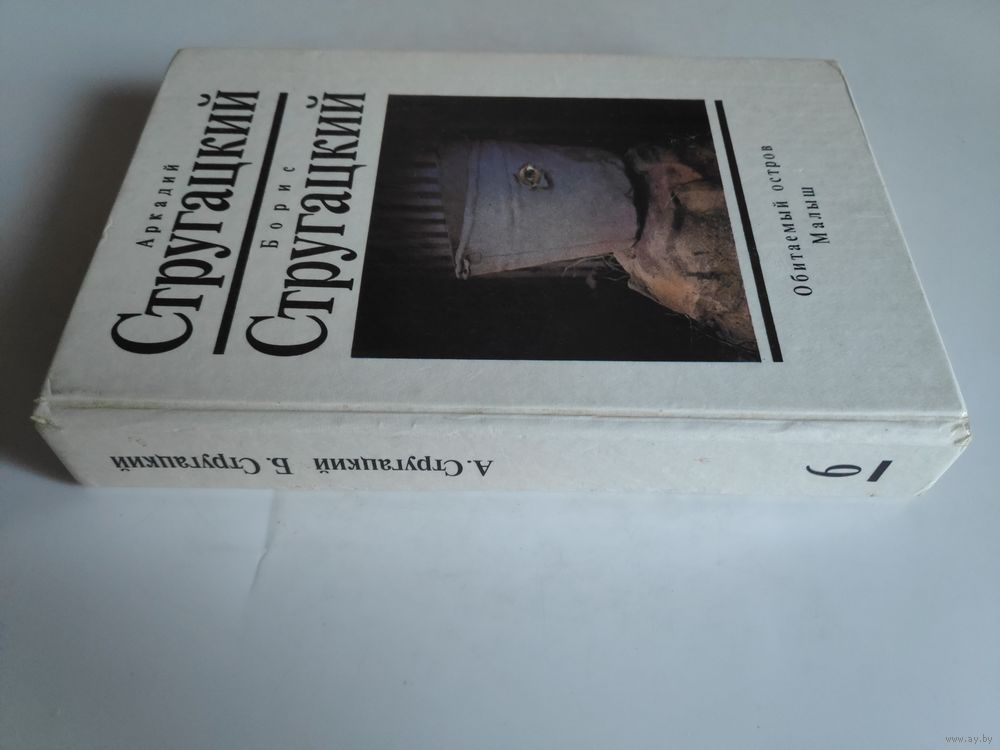 Аркадий
Стругацкий
Борис
Стругацкий
Обитаемый остров
Малыш
А.Стругацкий Б.Стругацкий
6
www.ay.by